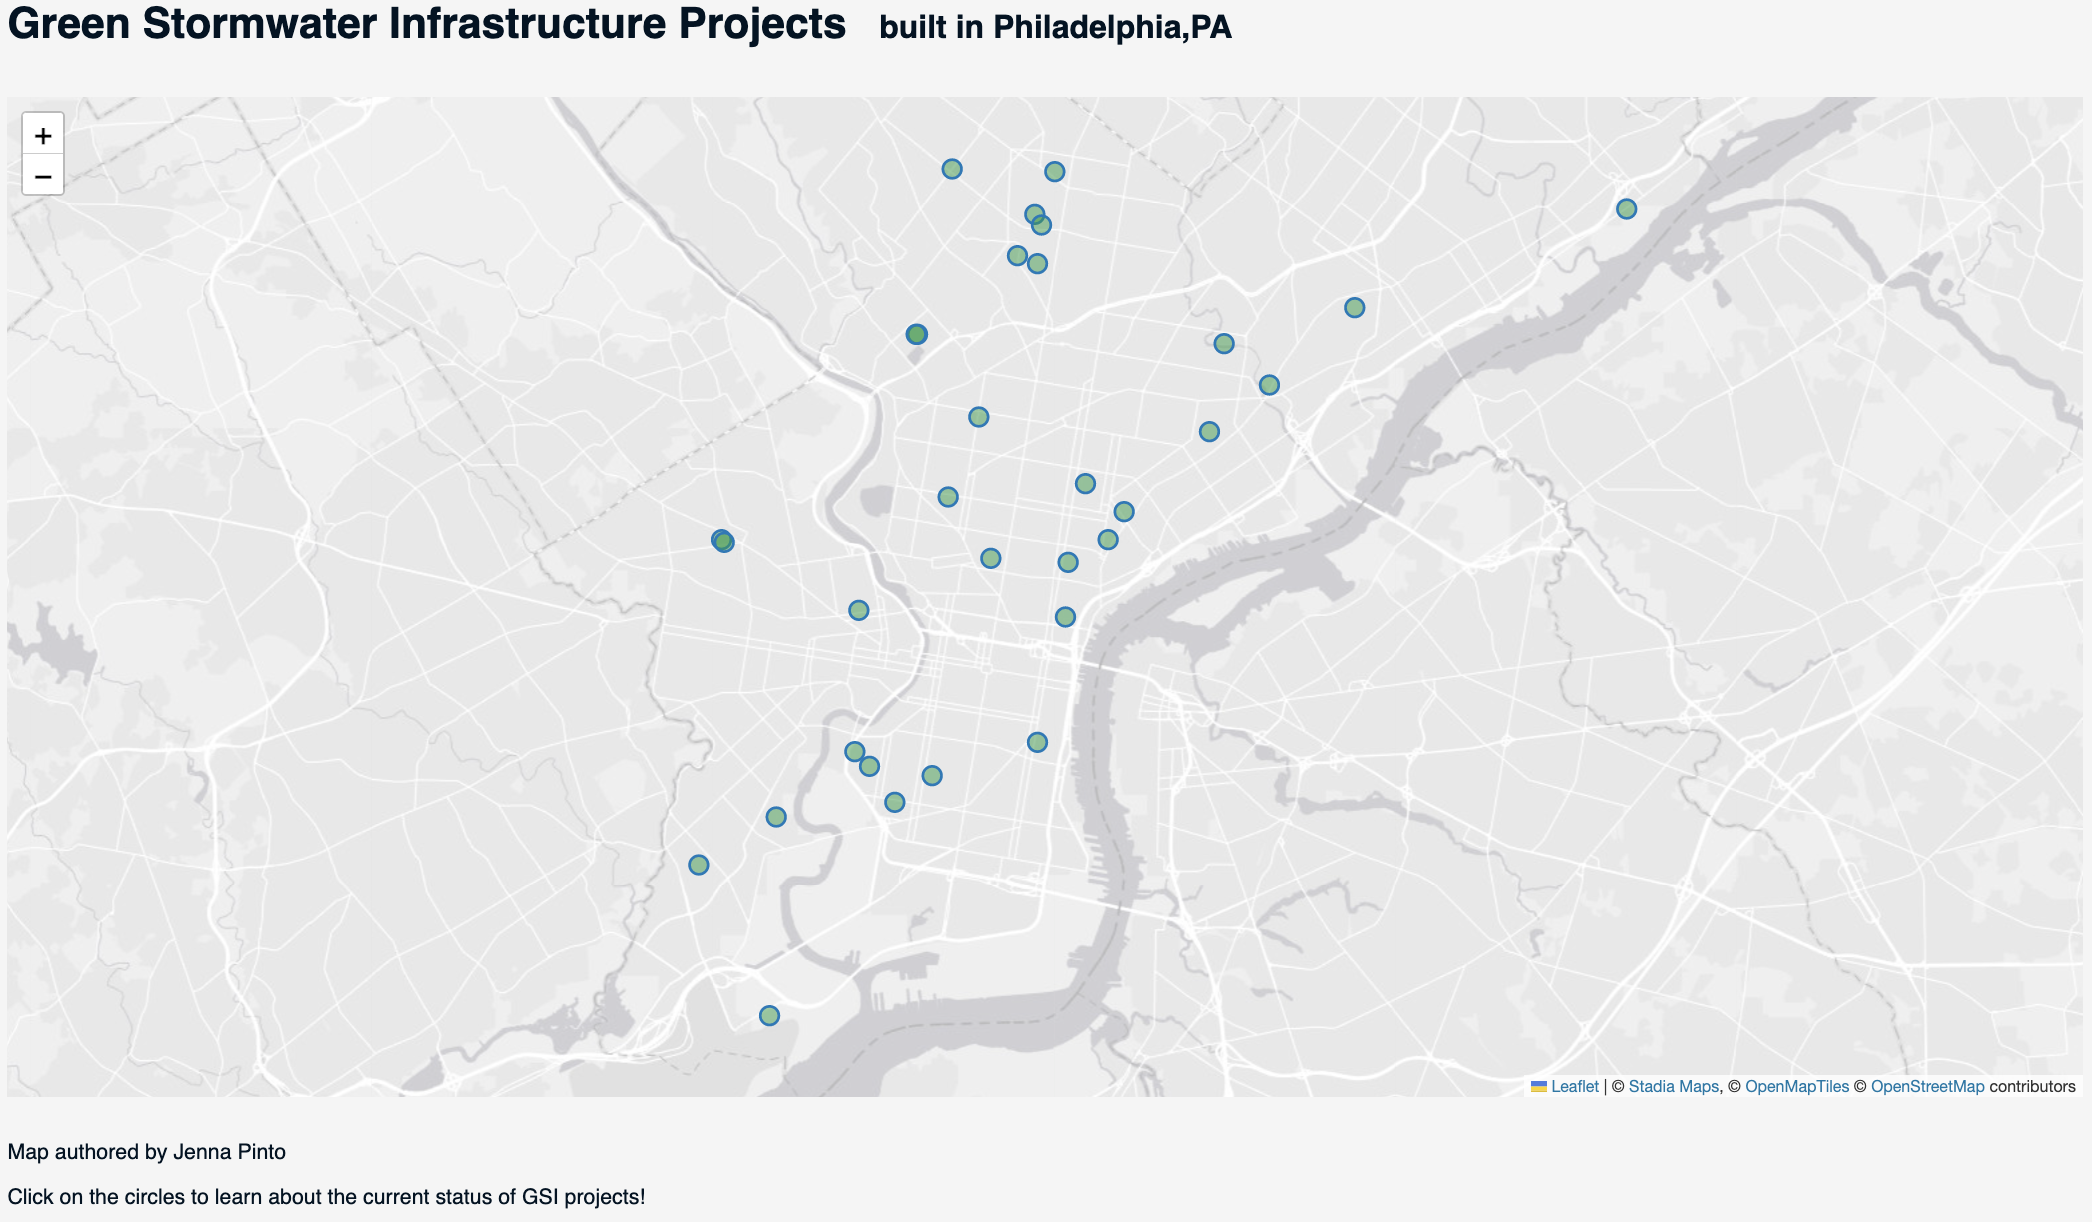 Green Stormwater Infrastructure Projects built in Philadelphia,PA
+
−
Leaflet | © Stadia Maps, © OpenMapTiles © OpenStreetMap contributors
Map authored by Jenna Pinto
Click on the circles to learn about the current status of GSI projects!